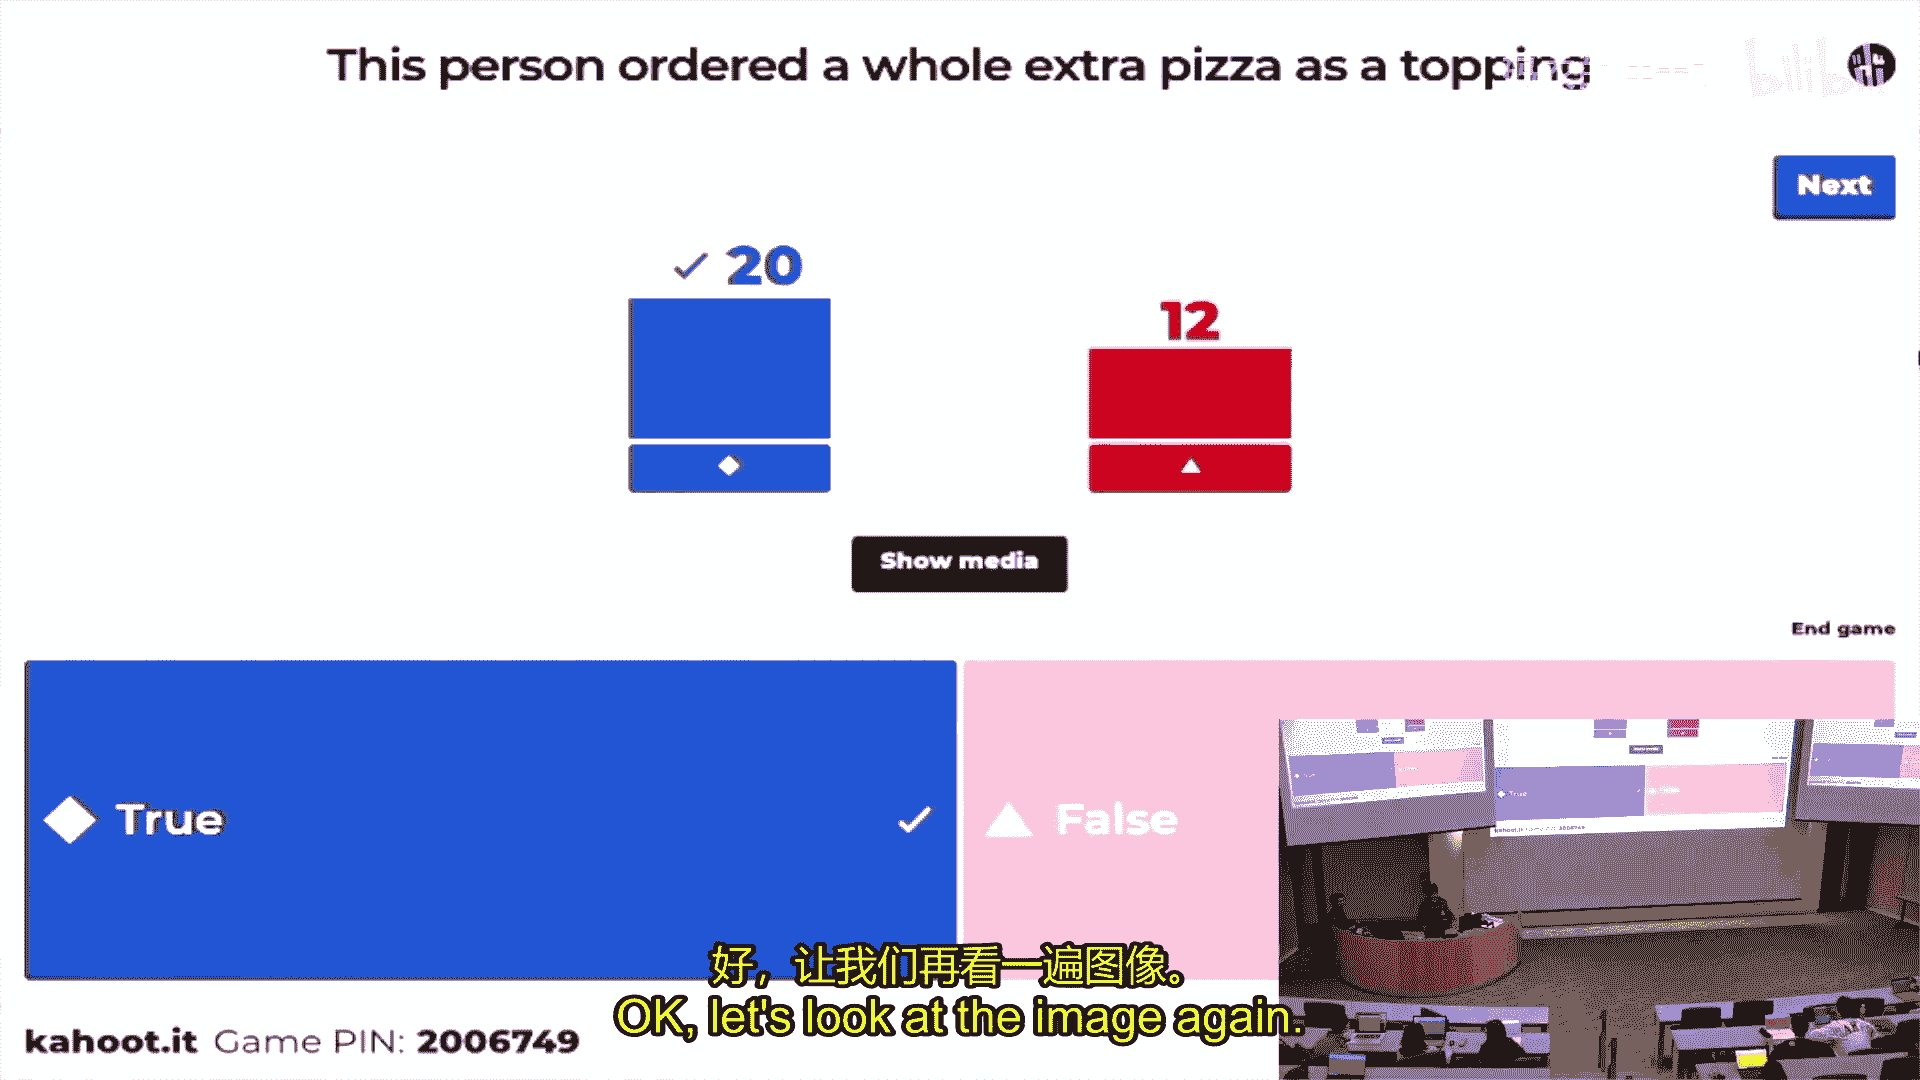 This person ordered a whole extra pizza as a topping
Next
20
12
Show media
End game
True
False
好，让我们再看一遍图像。
OK, let's look at the image again.
kahoot.it Game PIN: 2006749